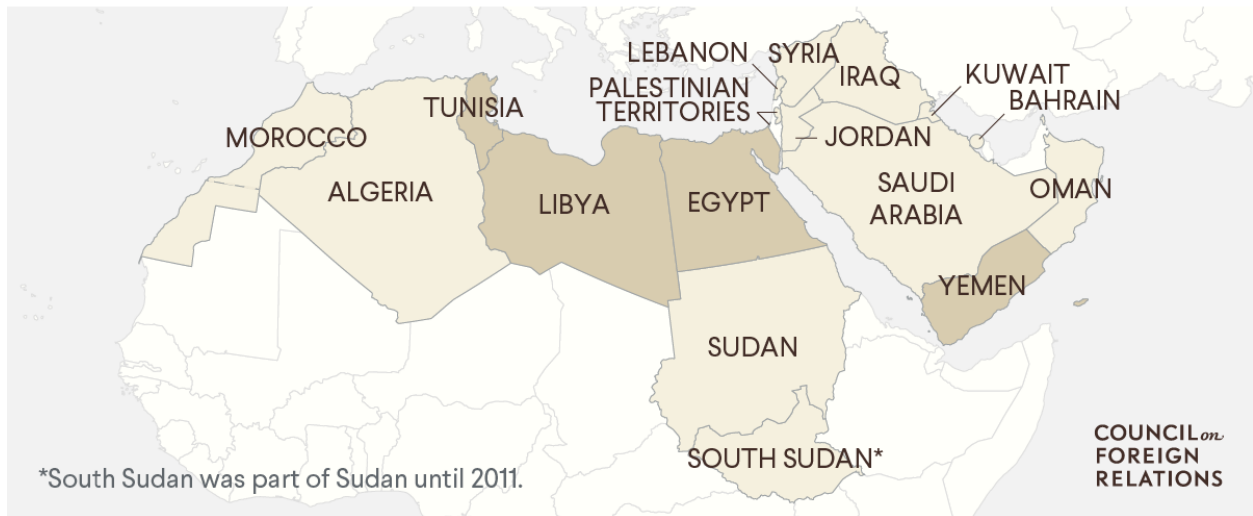 LEBANON
SYRIA
IRAQ
KUWAIT
BAHRAIN
PALESTINIAN
TERRITORIES
TUNISIA
MOROCCO
JORDAN
ALGERIA
LIBYA
EGYPT
SAUDI
ARABIA
OMAN
YEMEN
SUDAN
SOUTH SUDAN*
*South Sudan was part of Sudan until 2011.
COUNCIL on
FOREIGN
RELATIONS